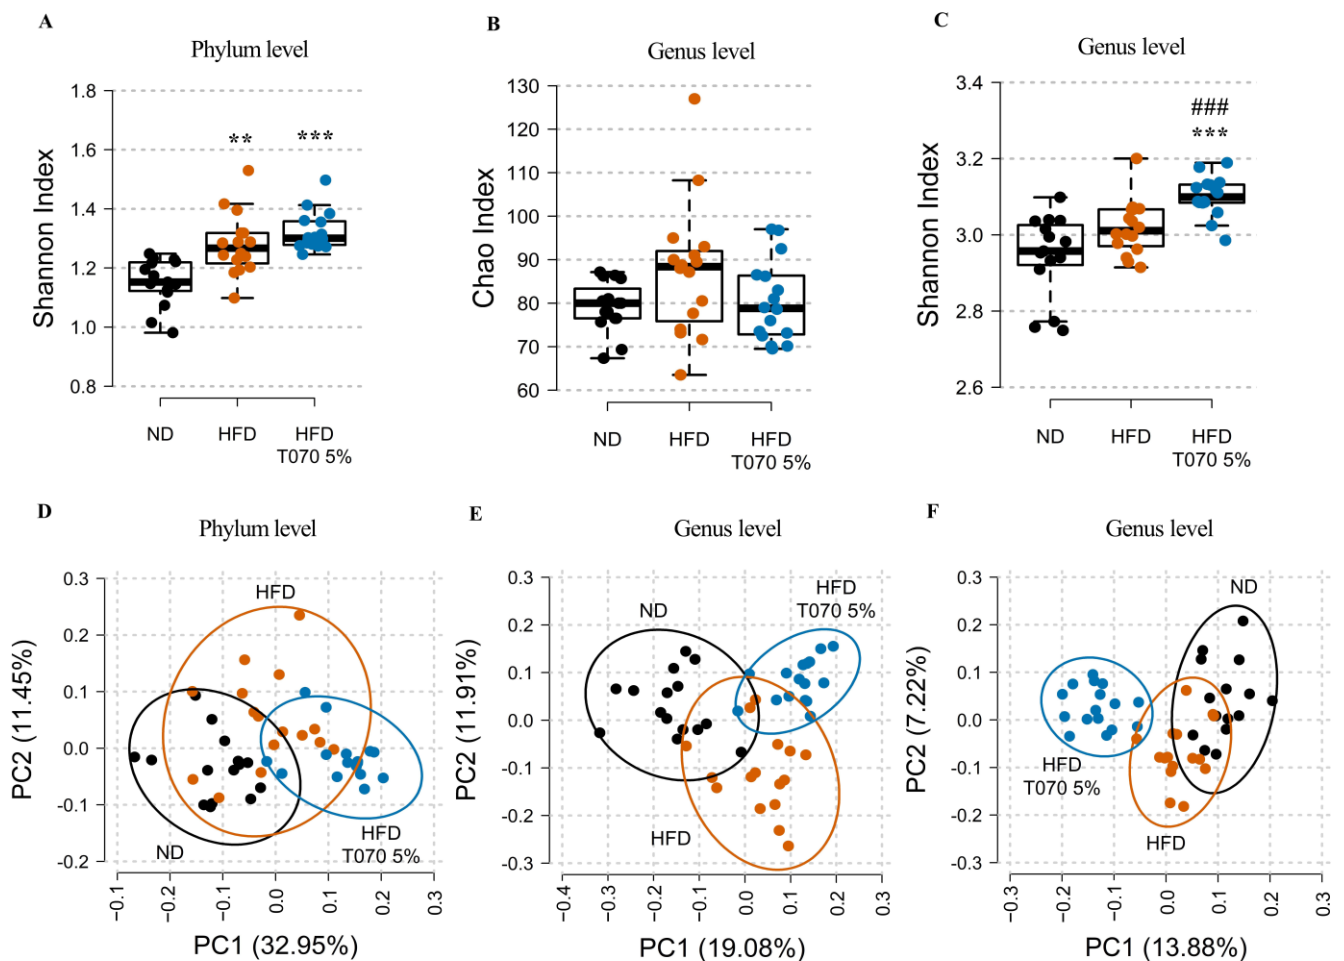 A
Phylum level
Shannon Index
1.8
1.6
1.4
1.2
1.0
0.8
**
***
ND
HFD
HFD
T070 5%
B
Genus level
Chao Index
130
120
110
100
90
80
70
60
ND
HFD
HFD
T070 5%
C
Genus level
Shannon Index
3.4
3.2
3.0
2.8
2.6
###
***
ND
HFD
HFD
T070 5%
D
Phylum level
PC2 (11.45%)
0.3
0.2
0.1
0.0
−0.1
−0.2
HFD
ND
HFD
T070 5%
−0.1
−0.2
−0.1
0.0
0.1
0.2
0.3
PC1 (32.95%)
E
Genus level
PC2 (11.91%)
0.3
0.2
0.1
0.0
−0.1
−0.2
−0.3
ND
HFD
T070 5%
HFD
−0.4
−0.3
−0.2
−0.1
0.0
0.1
0.2
0.3
PC1 (19.08%)
F
Genus level
PC2 (7.22%)
0.3
0.2
0.1
0.0
−0.1
−0.2
−0.3
ND
HFD
T070 5%
HFD
−0.3
−0.2
−0.1
0.0
0.1
0.2
0.3
PC1 (13.88%)